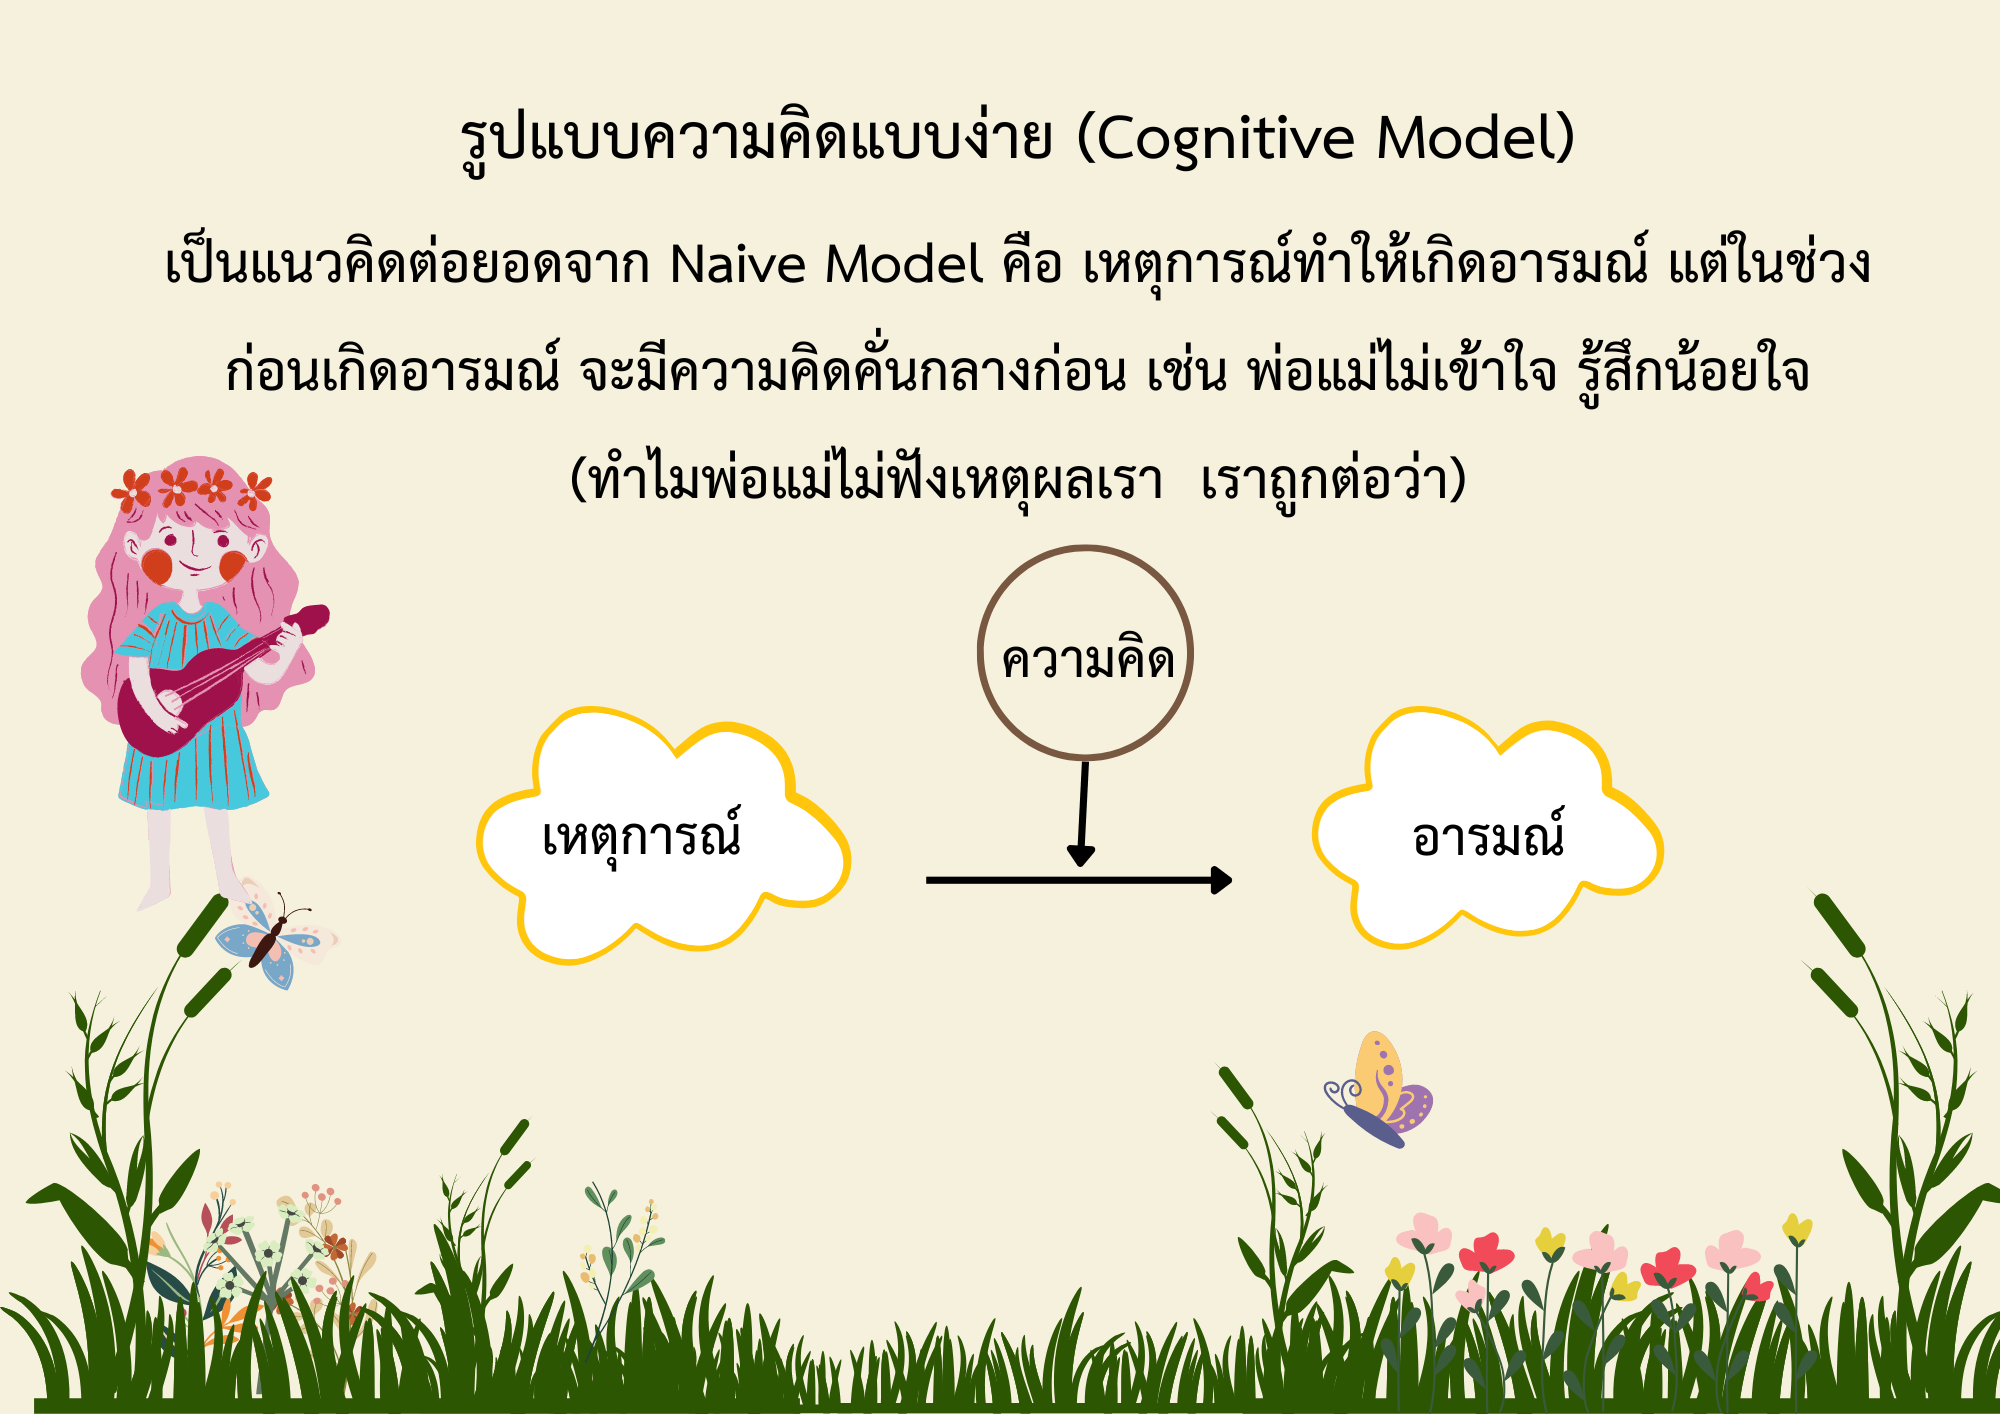 รูปแบบความคิดแบบง่าย (Cognitive Model)
เป็นแนวคิดต่อยอดจาก Naive Model คือ เหตุการณ์ทำให้เกิดอารมณ์ แต่ในช่วง
ก่อนเกิดอารมณ์ จะมีความคิดคั่นกลางก่อน เช่น พ่อแม่ไม่เข้าใจ รู้สึกน้อยใจ
(ทำไมพ่อแม่ไม่ฟังเหตุผลเรา เราถูกต่อว่า)
ความคิด
เหตุการณ์
อารมณ์